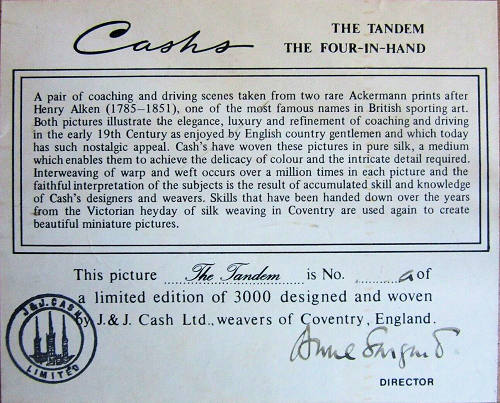 Cash's
THE TANDEM
THE FOUR-IN-HAND
A pair of coaching and driving scenes taken from two rare Ackermann prints after
Henry Alken (1785—1851), one of the most famous names in British sporting art.
Both pictures illustrate the elegance, luxury and refinement of coaching and driving
in the early 19th Century as enjoyed by English country gentlemen and which today
has such nostalgic appeal. Cash's have woven these pictures in pure silk, a medium
which enables them to achieve the delicacy of colour and the intricate detail required.
Interweaving of warp and weft occurs over a million times in each picture and the
faithful interpretation of the subjects is the result of accumulated skill and knowledge
of Cash's designers and weavers. Skills that have been handed down over the years
from the Victorian heyday of silk weaving in Coventry are used again to create
beautiful miniature pictures.
This picture The Tandem is No. a of
a limited edition of 3000 designed and woven
by J.& J. Cash Ltd., weavers of Coventry, England.
J.&J. CASH
LIMITED
DIRECTOR